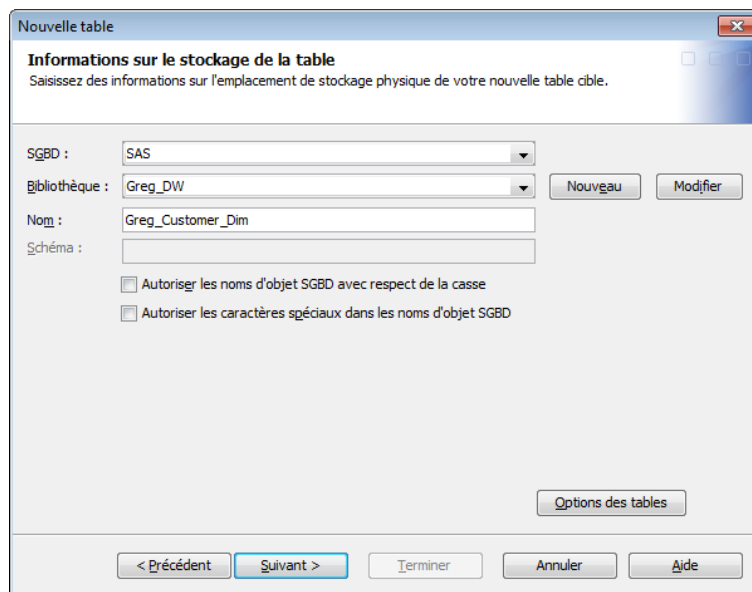 Nouvelle table
Informations sur le stockage de la table
Saisissez des informations sur l'emplacement de stockage physique de votre nouvelle table cible.
SGBD : SAS
Bibliothèque : Greg_DW Nouveau Modifier
Nom : Greg_Customer_Dim
Schéma :
Autoriser les noms d'objet SGBD avec respect de la casse
Autoriser les caractères spéciaux dans les noms d'objet SGBD
Options des tables
< Précédent Suivant > Terminer Annuler Aide